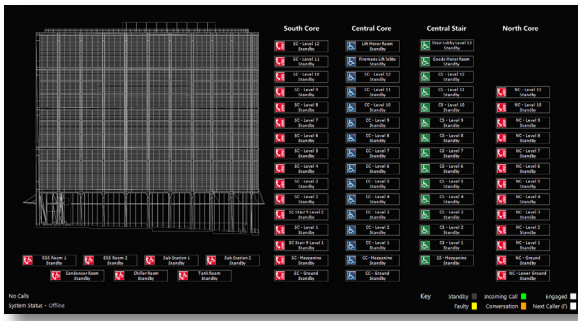 South Core
Central Core
Central Stair
North Core
SC - Level 12
Standby
Lift Motor Room
Standby
Stair Lobby Level 13
Standby
SC - Level 11
Standby
Firemans Lift lobby
Standby
Goods Motor Room
Standby
SC - Level 10
Standby
CC - Level 12
Standby
CS - Level 12
Standby
SC - Level 9
Standby
CC - Level 11
Standby
CS - Level 11
Standby
NC - Level 11
Standby
SC - Level 8
Standby
CC - Level 10
Standby
CS - Level 10
Standby
NC - Level 10
Standby
SC - Level 7
Standby
CC - Level 9
Standby
CS - Level 9
Standby
NC - Level 9
Standby
SC - Level 6
Standby
CC - Level 8
Standby
CS - Level 8
Standby
NC - Level 8
Standby
SC - Level 5
Standby
CC - Level 7
Standby
CS - Level 7
Standby
NC - Level 7
Standby
SC - Level 4
Standby
CC - Level 6
Standby
CS - Level 6
Standby
NC - Level 6
Standby
SC - Level 3
Standby
CC - Level 5
Standby
CS - Level 5
Standby
NC - Level 5
Standby
SC - Level 2
Standby
CC - Level 4
Standby
CS - Level 4
Standby
NC - Level 4
Standby
SC Stair 9 Level 2
Standby
CC - Level 3
Standby
CS - Level 3
Standby
NC - Level 3
Standby
SC - Level 1
Standby
CC - Level 2
Standby
CS - Level 2
Standby
NC - Level 2
Standby
SC Stair 9 Level 1
Standby
CC - Level 1
Standby
CS - Level 1
Standby
NC - Level 1
Standby
SC - Mezzanine
Standby
CC - Mezzanine
Standby
CS - Mezzanine
Standby
NC - Ground
Standby
SC - Ground
Standby
CC - Ground
Standby
NC - Lower Ground
Standby
EGS Room 1
Standby
EGS Room 2
Standby
Sub Station 1
Standby
Sub Station 2
Standby
Condensor Room
Standby
Chiller Room
Standby
Tank Room
Standby
No Calls
System Status - Offline
Key
Standby
Incoming Call
Engaged
Faulty
Conversation
Next Caller (F)